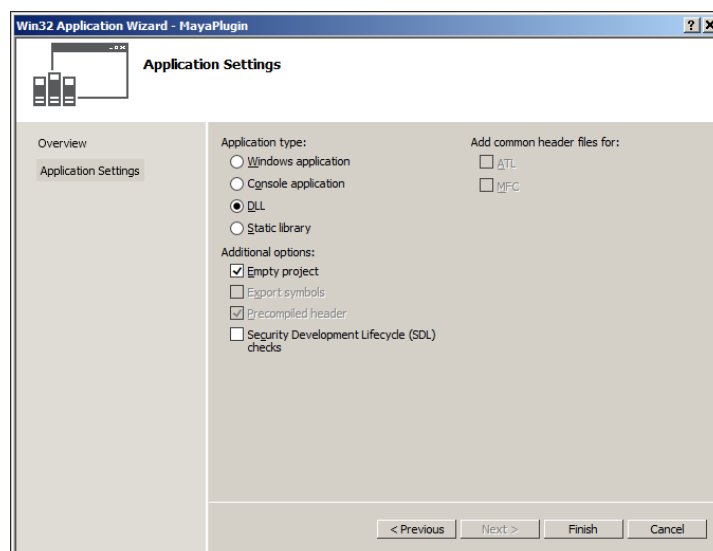 Win32 Application Wizard - MayaPlugin
Application Settings
Overview
Application Settings
Application type:
Windows application
Console application
DLL
Static library
Additional options:
Empty project
Export symbols
Precompiled header
Security Development Lifecycle (SDL)
checks
Add common header files for:
ATL
MFC
< Previous
Next >
Finish
Cancel